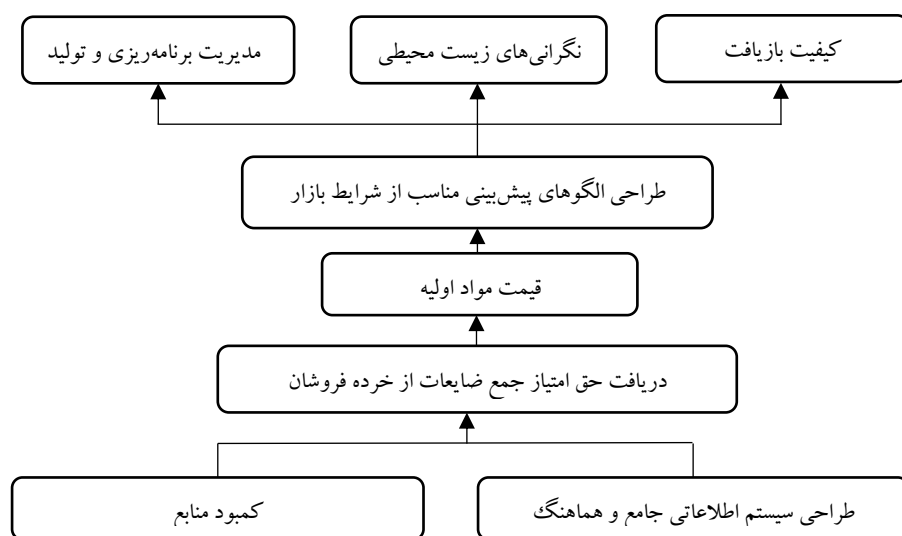 کیفیت بازیافت
نگرانی‌های زیست محیطی
مدیریت برنامه‌ریزی و تولید
طراحی الگوهای پیش‌بینی مناسب از شرایط بازار
قیمت مواد اولیه
دریافت حق امتیاز جمع ضایعات از خرده فروشان
طراحی سیستم اطلاعاتی جامع و هماهنگ
کمبود منابع